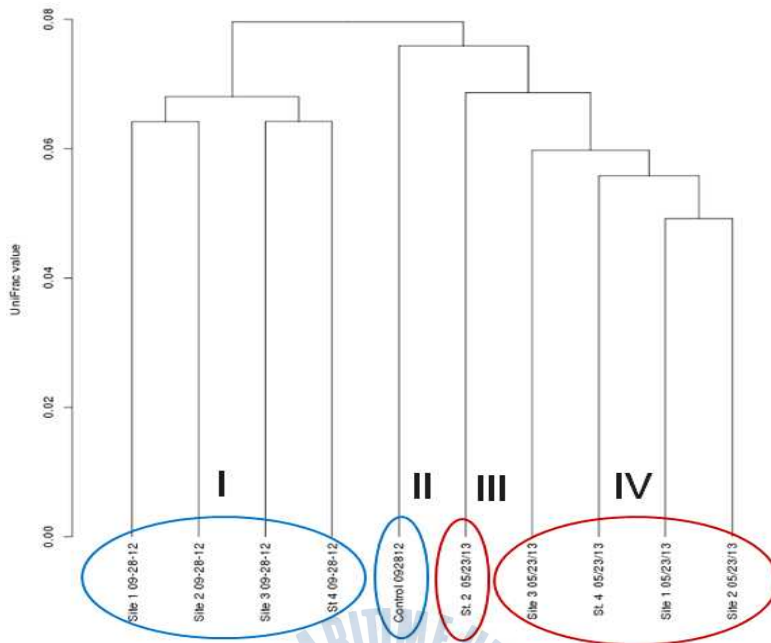 0.08
0.06
0.04
0.02
0.00
UniFrac value
I
II
III
IV
Site 1 09-28-12
Site 2 09-28-12
Site 3 09-28-12
St 4 09-28-12
Control 092812
St. 2 05/23/13
Site 3 05/23/13
St. 4 05/23/13
Site 1 05/23/13
Site 2 05/23/13